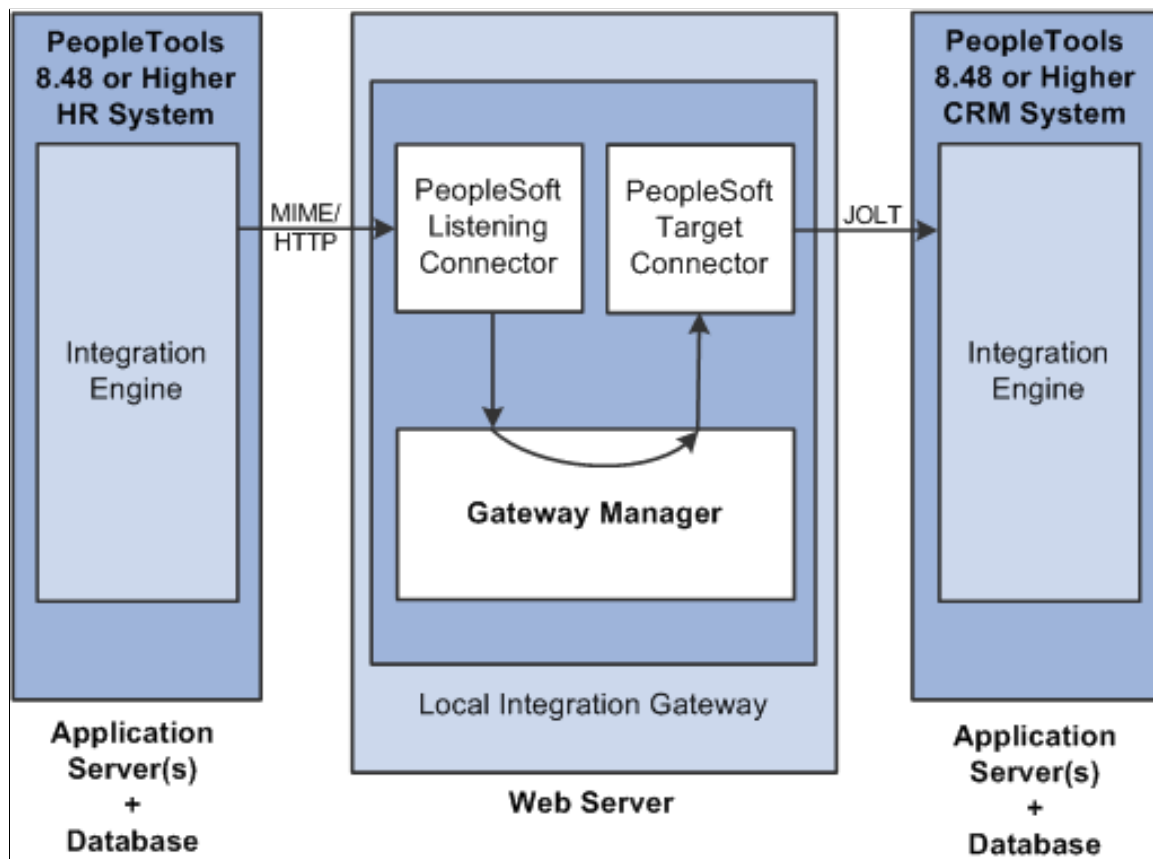 PeopleTools
8.48 or Higher
HR System
Integration
Engine
Application
Server(s)
+
Database
MIME/
HTTP
PeopleSoft
Listening
Connector
PeopleSoft
Target
Connector
Gateway Manager
Local Integration Gateway
Web Server
JOLT
PeopleTools
8.48 or Higher
CRM System
Integration
Engine
Application
Server(s)
+
Database